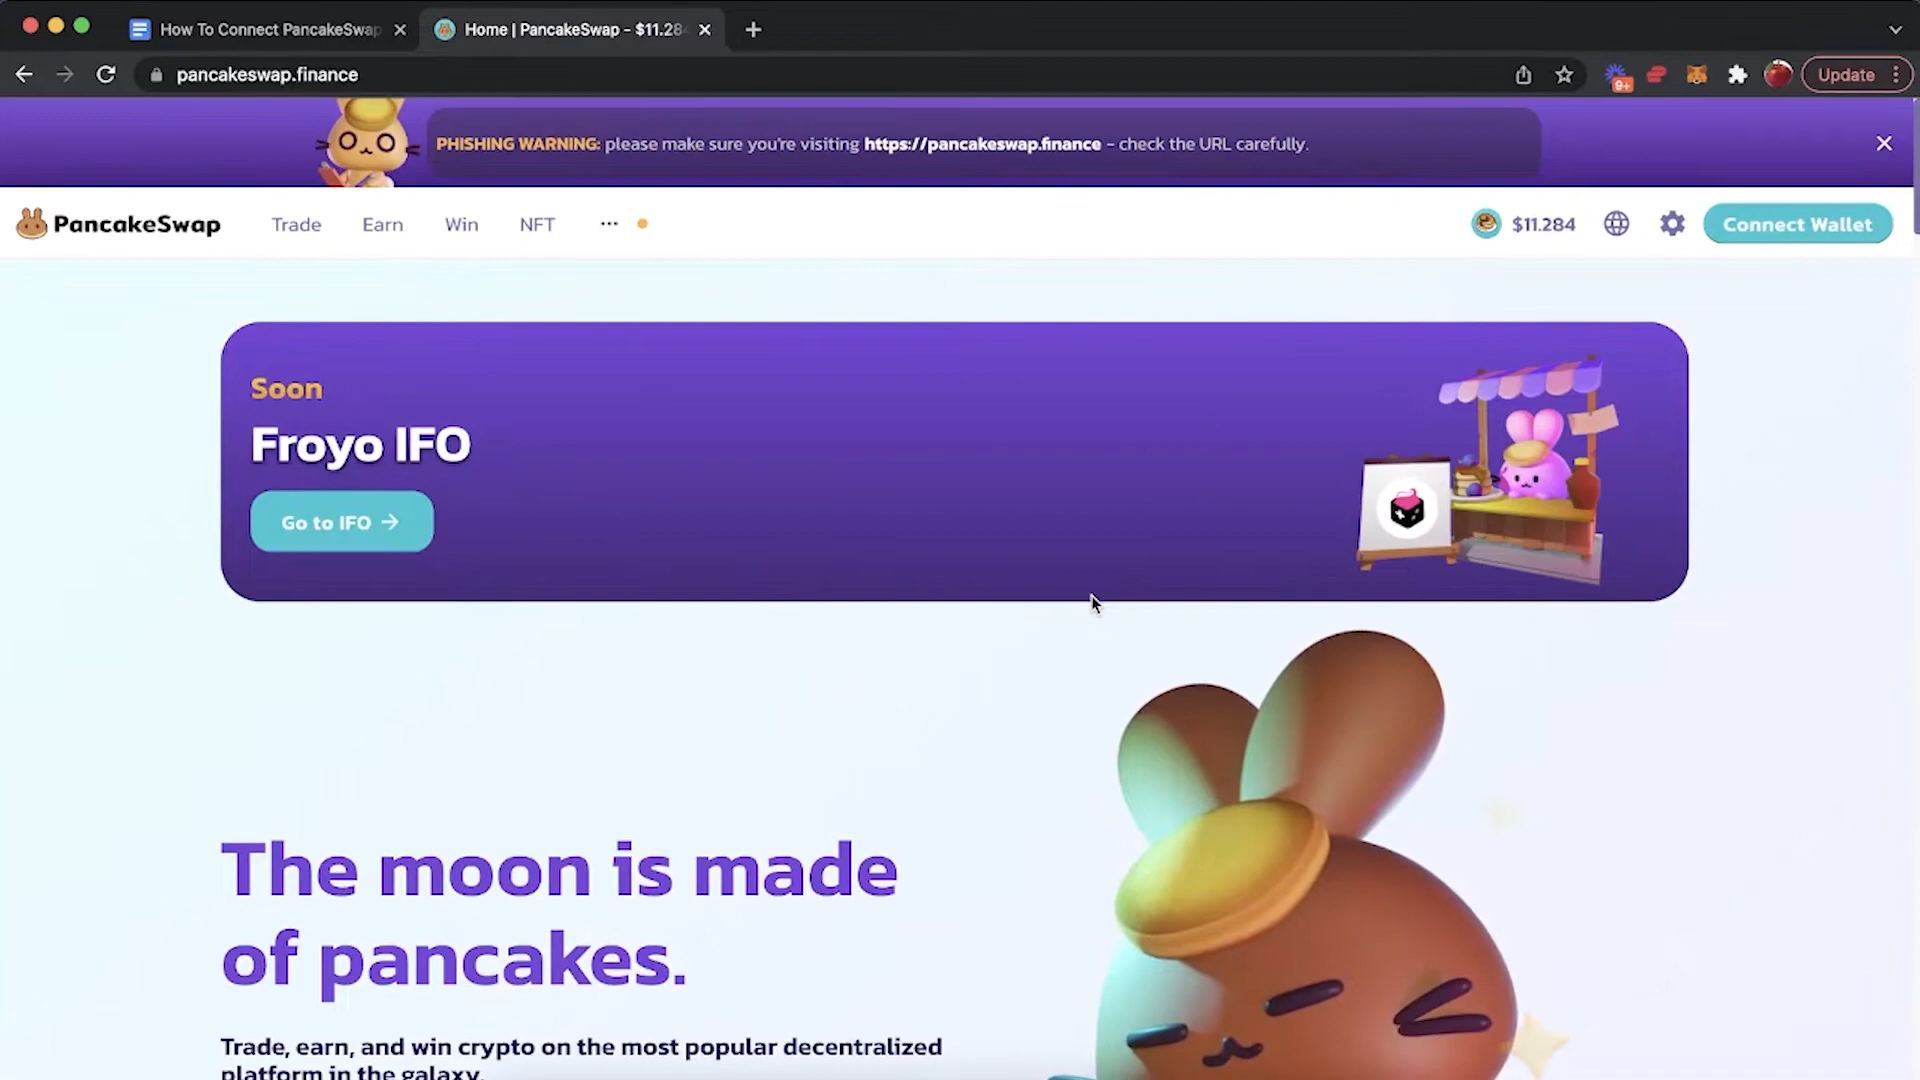 How To Connect PancakeSwap
Home | PancakeSwap - $11.28
pancakeswap.finance
9+
Update
PHISHING WARNING: please make sure you're visiting https://pancakeswap.finance - check the URL carefully.
PancakeSwap
Trade
Earn
Win
NFT
...
$11.284
Connect Wallet
Soon
Froyo IFO
Go to IFO →
The moon is made
of pancakes.
Trade, earn, and win crypto on the most popular decentralized
platform in the galaxy.